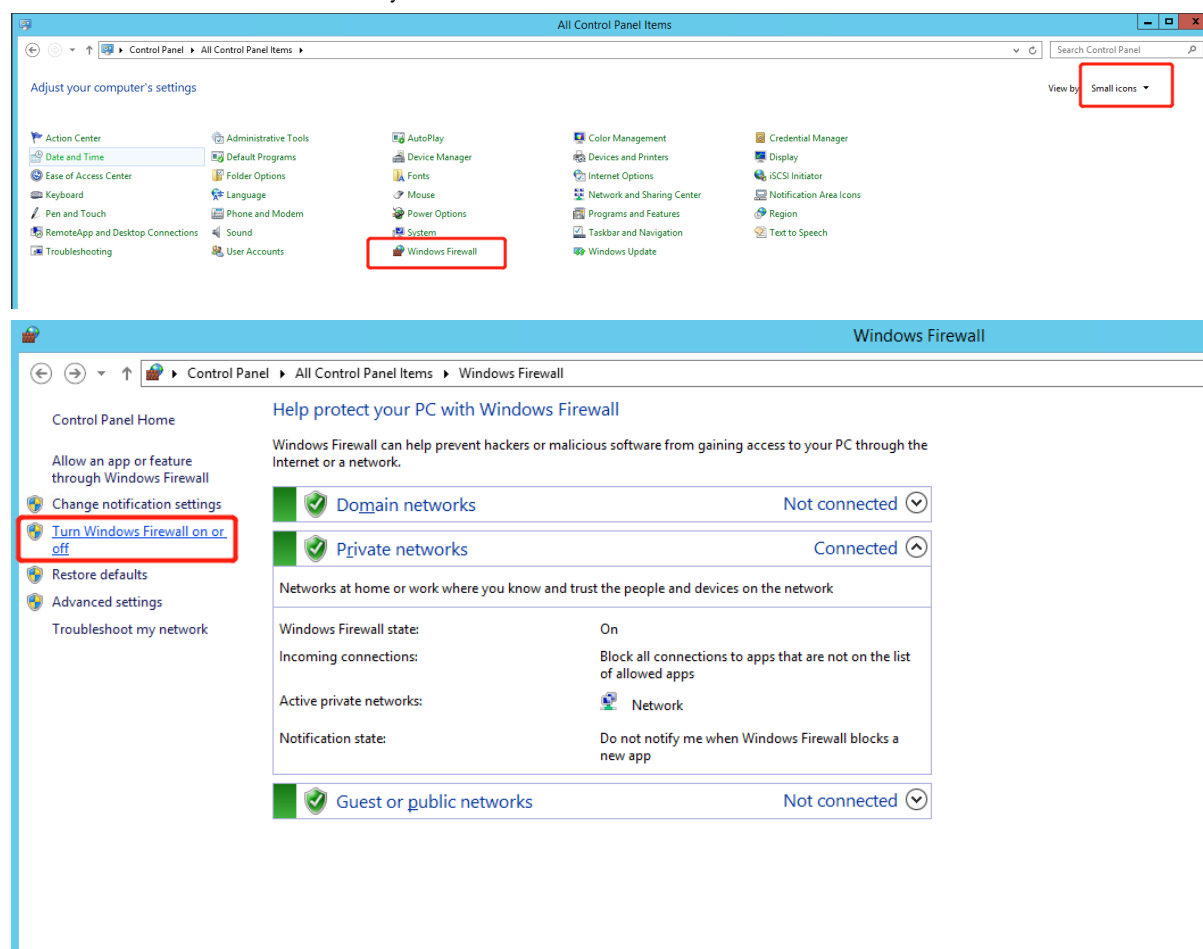 All Control Panel Items
Control Panel All Control Panel Items
Search Control Panel
Adjust your computer's settings
View by Small icons
Action Center Administrative Tools AutoPlay Color Management Credential Manager
Date and Time Default Programs Device Manager Devices and Printers Display
Ease of Access Center Folder Options Fonts Internet Options iSCSI Initiator
Keyboard Language Mouse Network and Sharing Center Notification Area Icons
Pen and Touch Phone and Modem Power Options Programs and Features Region
RemoteApp and Desktop Connections Sound System Taskbar and Navigation Text to Speech
Troubleshooting User Accounts Windows Firewall Windows Update
Windows Firewall
Control Panel All Control Panel Items Windows Firewall
Control Panel Home
Allow an app or feature
through Windows Firewall
Change notification settings
Turn Windows Firewall on or
off
Restore defaults
Advanced settings
Troubleshoot my network
Help protect your PC with Windows Firewall
Windows Firewall can help prevent hackers or malicious software from gaining access to your PC through the
Internet or a network.
Domain networks Not connected
Private networks Connected
Networks at home or work where you know and trust the people and devices on the network
Windows Firewall state: On
Incoming connections: Block all connections to apps that are not on the list
of allowed apps
Active private networks: Network
Notification state: Do not notify me when Windows Firewall blocks a
new app
Guest or public networks Not connected